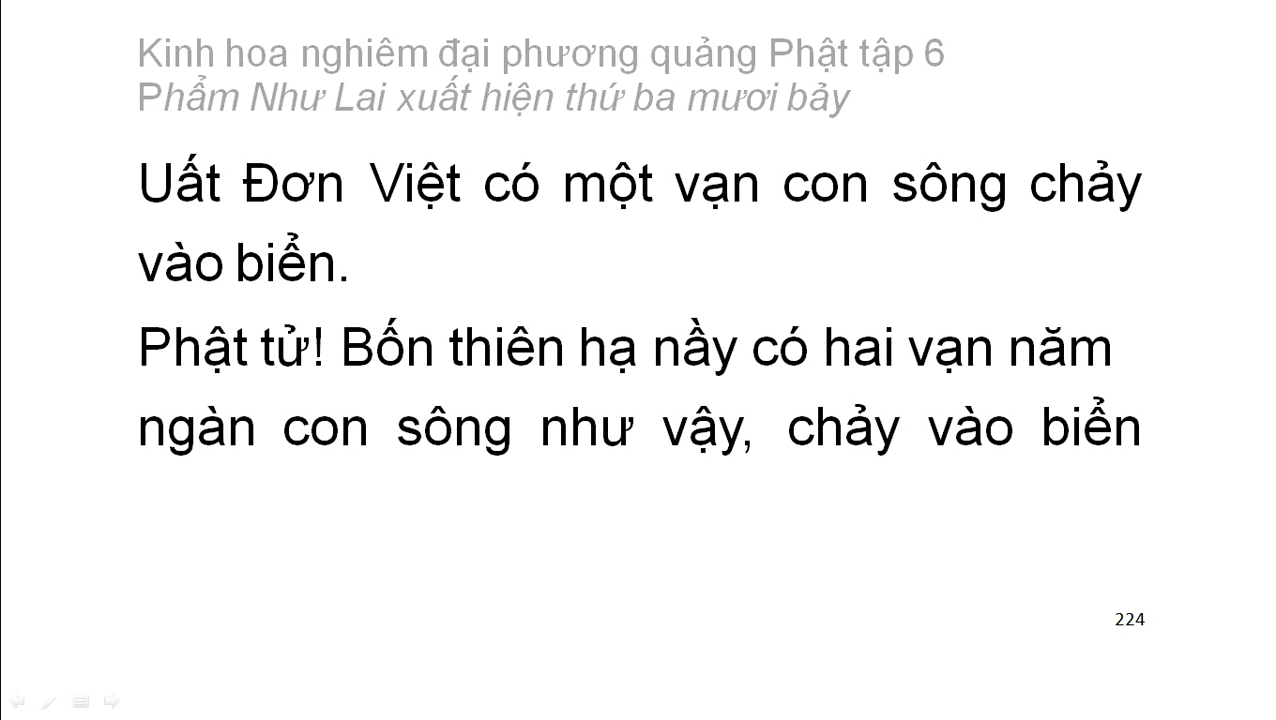 Kinh hoa nghiêm đại phương quảng Phật tập 6
Phẩm Như Lai xuất hiện thứ ba mươi bảy
Uất Đơn Việt có một vạn con sông chảy
vào biển.
Phật tử! Bốn thiên hạ nầy có hai vạn năm
ngàn con sông như vậy, chảy vào biển
224